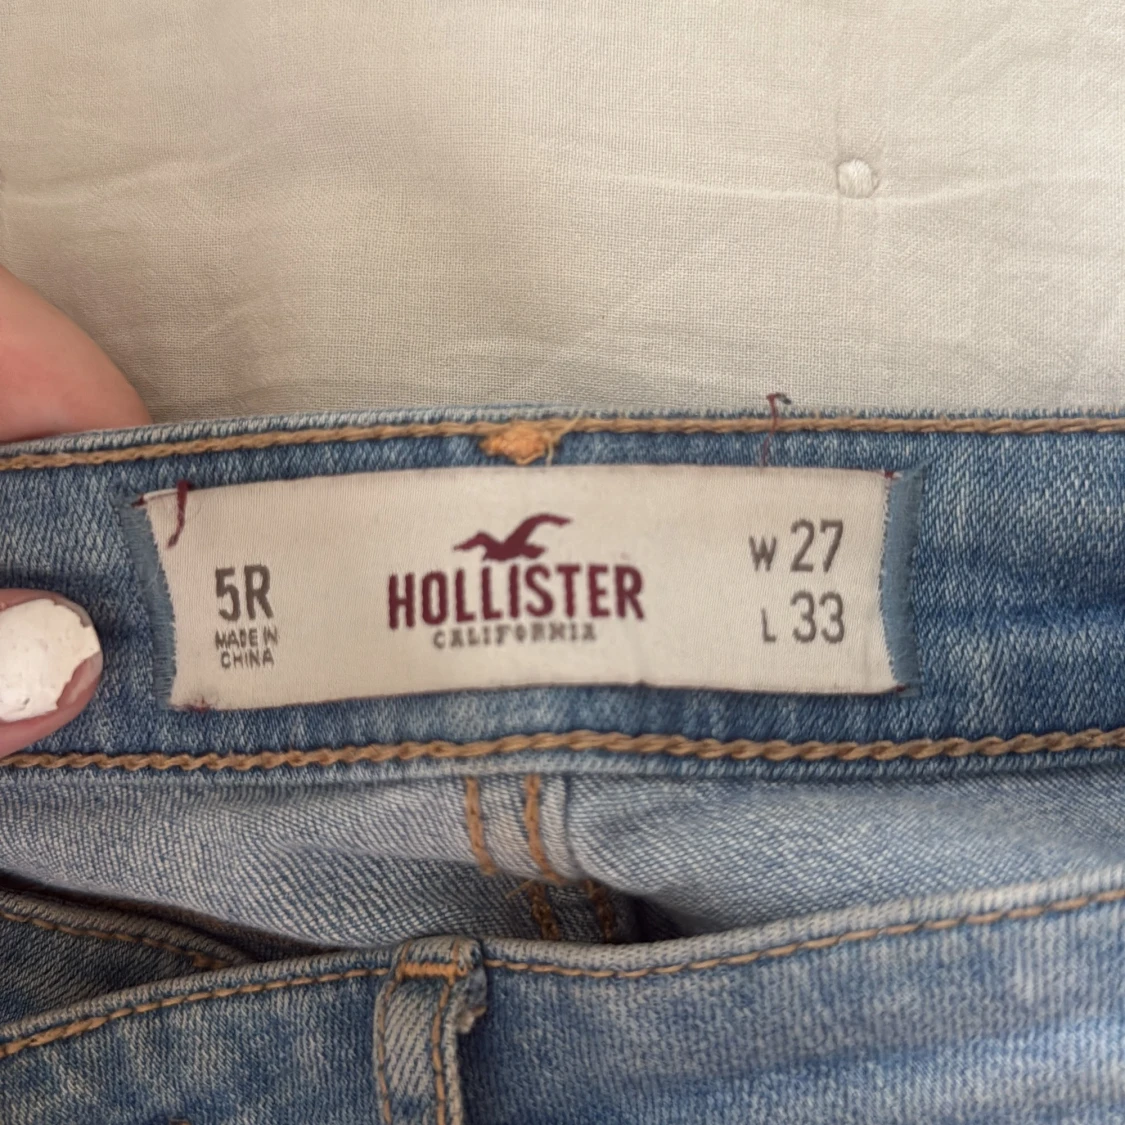 5R
MADE IN
CHINA
HOLLISTER
CALIFORNIA
W 27
L 33